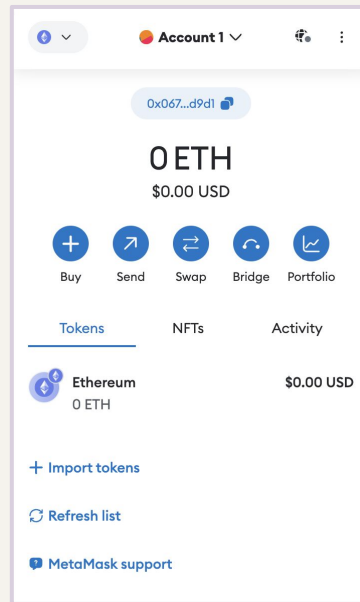 Account 1
0x067...d9d1
0 ETH
$0.00 USD
Buy Send Swap Bridge Portfolio
Tokens NFTs Activity
Ethereum $0.00 USD
0 ETH
+ Import tokens
Refresh list
MetaMask support